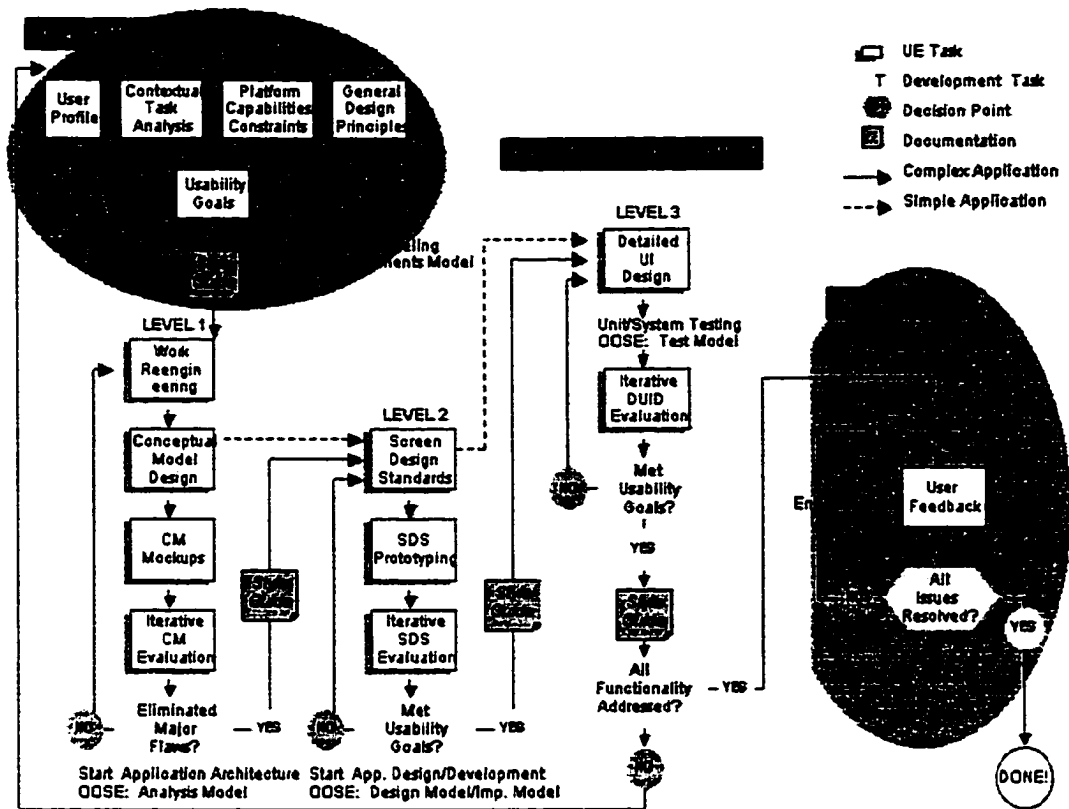 User
Profile
Contextual
Task
Analysis
Platform
Capabilities
Constraints
General
Design
Principles
Usability
Goals
UE Task
T Development Task
Decision Point
Documentation
Complex Application
Simple Application
LEVEL 1
Work
Reengin
eering
Conceptual
Model
Design
CM
Mockups
Iterative
CM
Evaluation
Eliminated
Major
Flaws?
NO
YES
Start Application Architecture
OOSE: Analysis Model
LEVEL 2
Screen
Design
Standards
SDS
Prototyping
Iterative
SDS
Evaluation
Met
Usability
Goals?
NO
YES
Start App. Design/Development
OOSE: Design Model/Imp. Model
LEVEL 3
Detailed
UI
Design
Unit/System Testing
OOSE: Test Model
Iterative
DUID
Evaluation
Met
Usability
Goals?
NO
YES
All
Functionality
Addressed?
YES
NO
User
Feedback
All
Issues
Resolved?
YES
DONE!